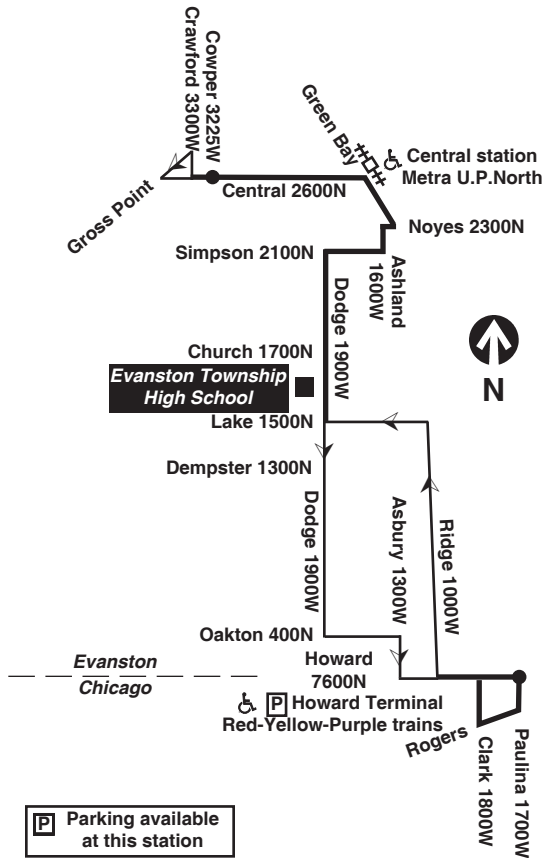 Cowper 3225W
Crawford 3300W
Green Bay
Central station
Metra U.P.North
Central 2600N
Gross Point
Noyes 2300N
Simpson 2100N
Ashland
1600W
Dodge 1900W
Church 1700N
Evanston Township
High School
N
Lake 1500N
Dempster 1300N
Dodge 1900W
Asbury 1300W
Ridge 1000W
Oakton 400N
Evanston
Chicago
Howard
7600N
P Howard Terminal
Red-Yellow-Purple trains
Rogers
Clark 1800W
Paulina 1700W
P Parking available
at this station